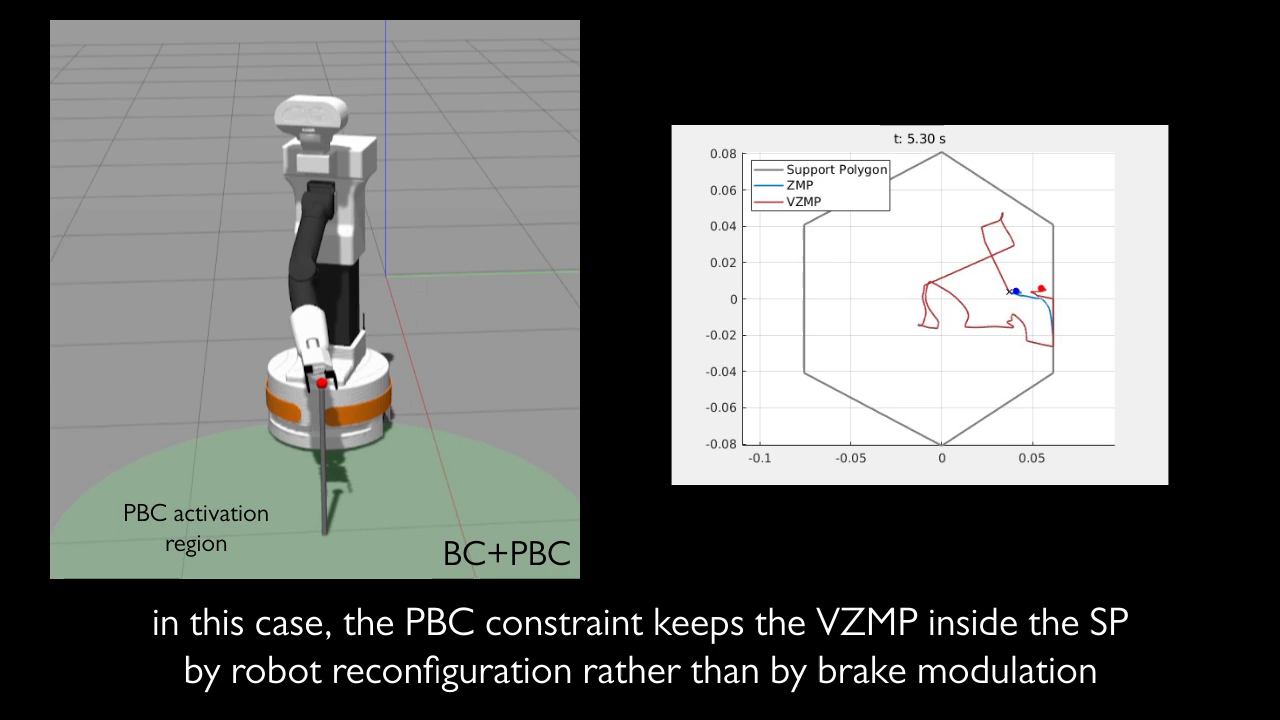 PBC activation
region
BC+PBC
t: 5.30 s
Support Polygon
ZMP
VZMP
0.08
0.06
0.04
0.02
0
-0.02
-0.04
-0.06
-0.08
-0.1
-0.05
0
0.05
in this case, the PBC constraint keeps the VZMP inside the SP
by robot reconfiguration rather than by brake modulation